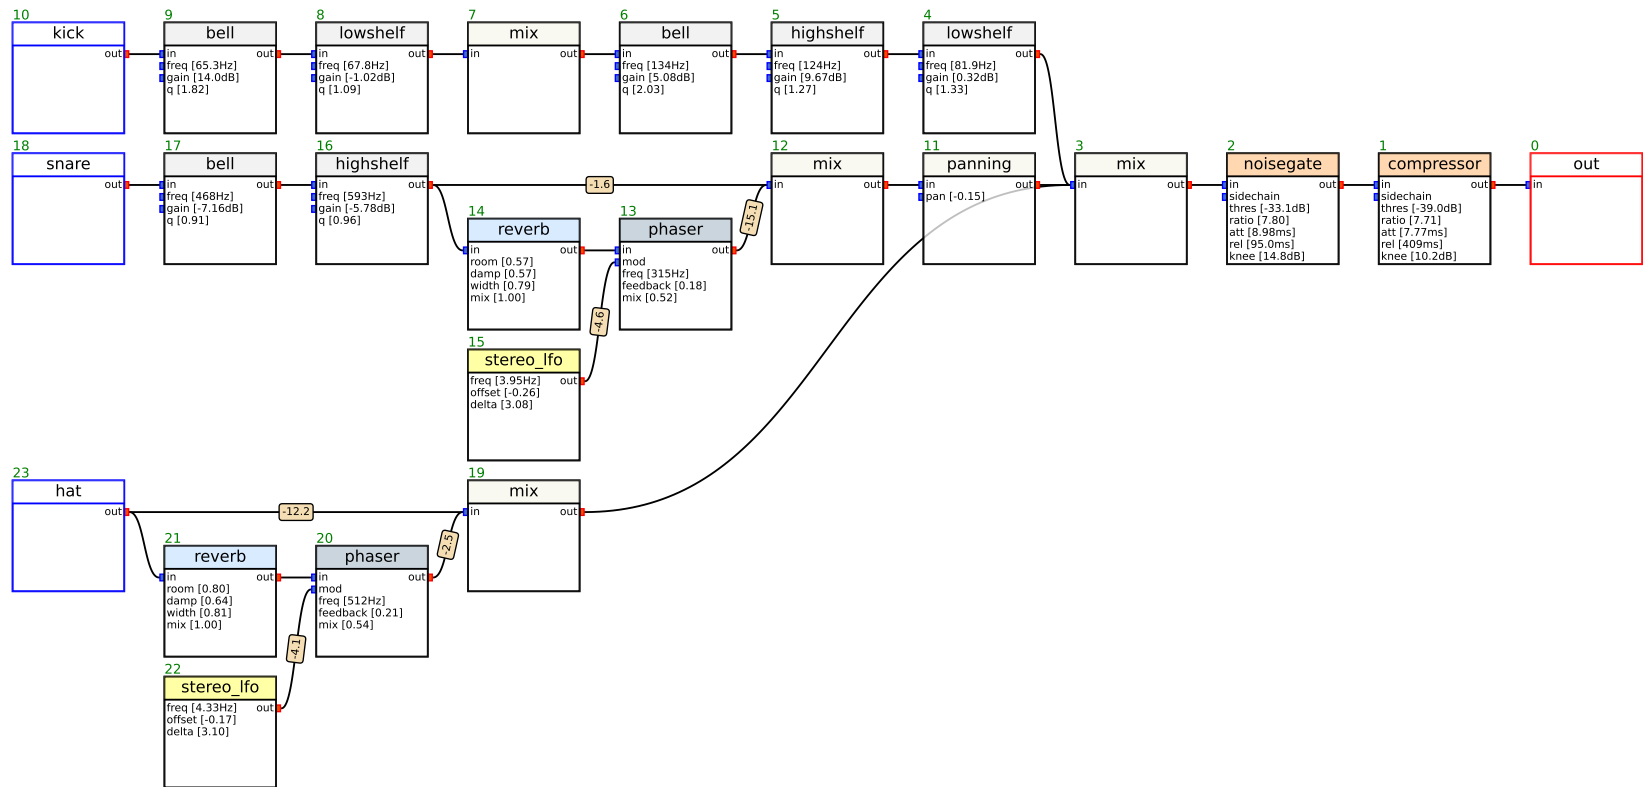 10
kick
out
9
bell
in out
freq [65.3Hz]
gain [14.0dB]
q [1.82]
8
lowshelf
in out
freq [67.8Hz]
gain [-1.02dB]
q [1.09]
7
mix
in out
6
bell
in out
freq [134Hz]
gain [5.08dB]
q [2.03]
5
highshelf
in out
freq [124Hz]
gain [9.67dB]
q [1.27]
4
lowshelf
in out
freq [81.9Hz]
gain [0.32dB]
q [1.33]
18
snare
out
17
bell
in out
freq [468Hz]
gain [-7.16dB]
q [0.91]
16
highshelf
in out
freq [593Hz]
gain [-5.78dB]
q [0.96]
-1.6
12
mix
in out
11
panning
in out
pan [-0.15]
3
mix
in out
2
noisegate
in out
sidechain
thres [-33.1dB]
ratio [7.80]
att [8.98ms]
rel [95.0ms]
knee [14.8dB]
1
compressor
in out
sidechain
thres [-39.0dB]
ratio [7.71]
att [7.77ms]
rel [409ms]
knee [10.2dB]
0
out
in
14
reverb
in out
room [0.57]
damp [0.57]
width [0.79]
mix [1.00]
13
phaser
in out
mod
freq [315Hz]
feedback [0.18]
mix [0.52]
-15.1
-4.6
15
stereo_lfo
freq [3.95Hz] out
offset [-0.26]
delta [3.08]
23
hat
out
-12.2
19
mix
in out
21
reverb
in out
room [0.80]
damp [0.64]
width [0.81]
mix [1.00]
20
phaser
in out
mod
freq [512Hz]
feedback [0.21]
mix [0.54]
-2.5
-4.1
22
stereo_lfo
freq [4.33Hz] out
offset [-0.17]
delta [3.10]